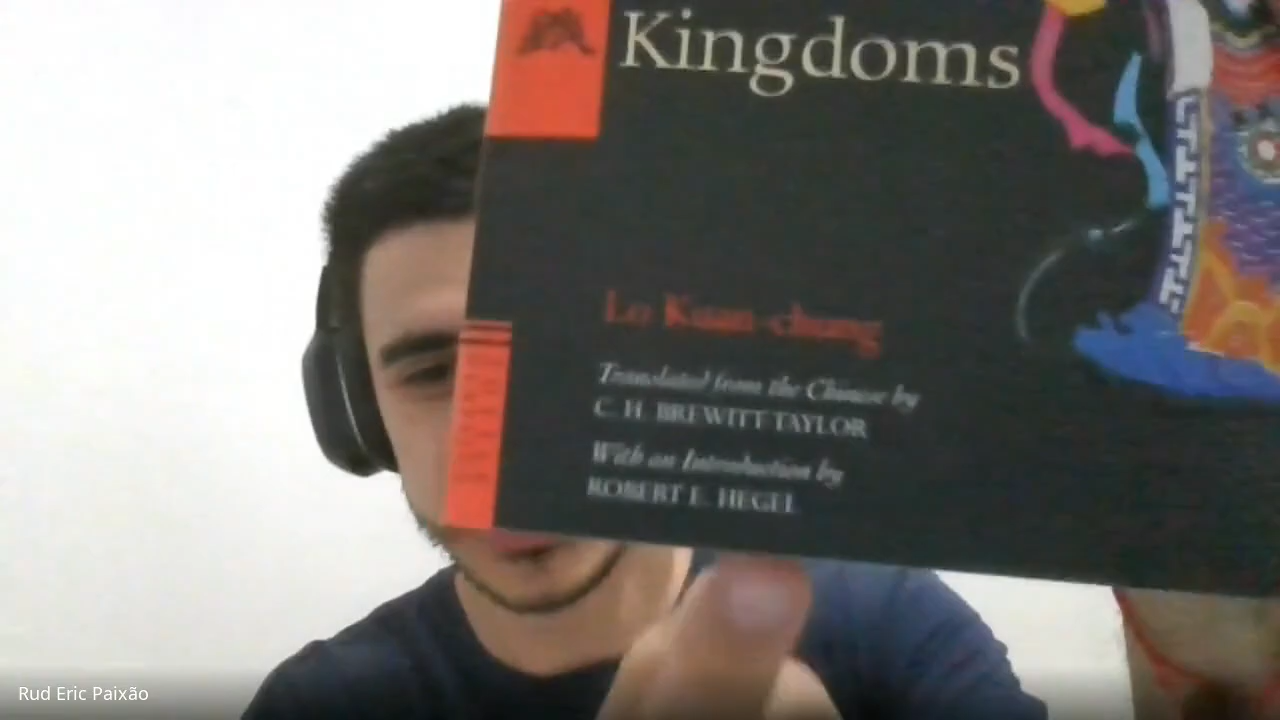 Kingdoms
Lo Kuan-chung
Translated from the Chinese by
C. H. BREWITT TAYLOR
With an Introduction by
ROBERT E. HEGEL
Rud Eric Paixão